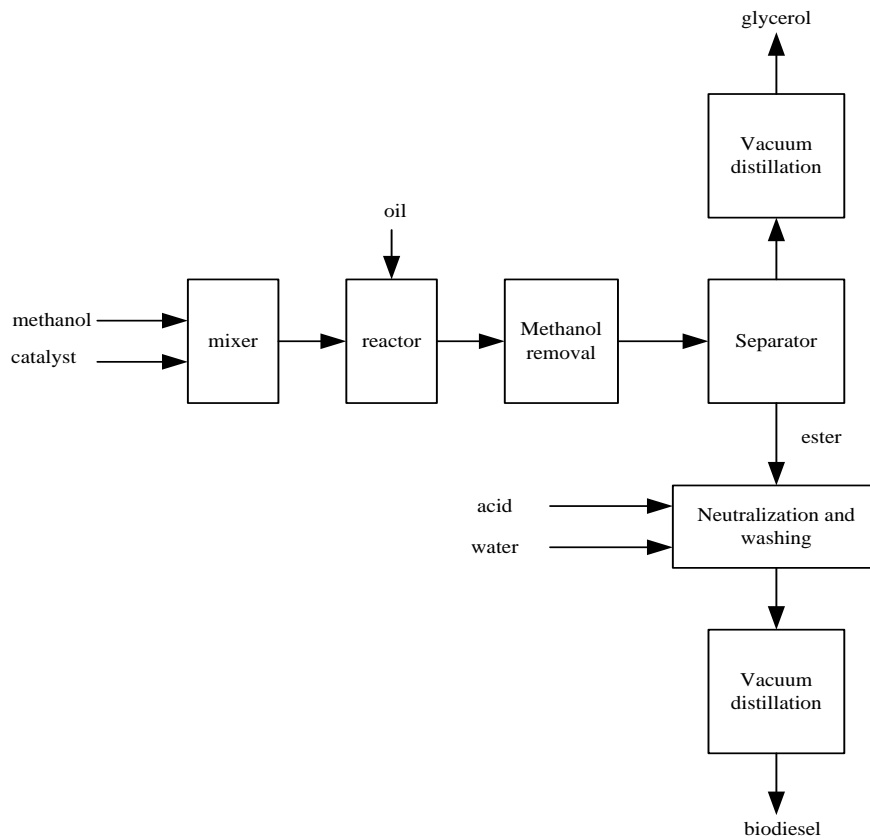 glycerol
Vacuum
distillation
oil
methanol
catalyst
mixer
reactor
Methanol
removal
Separator
ester
acid
water
Neutralization and
washing
Vacuum
distillation
biodiesel